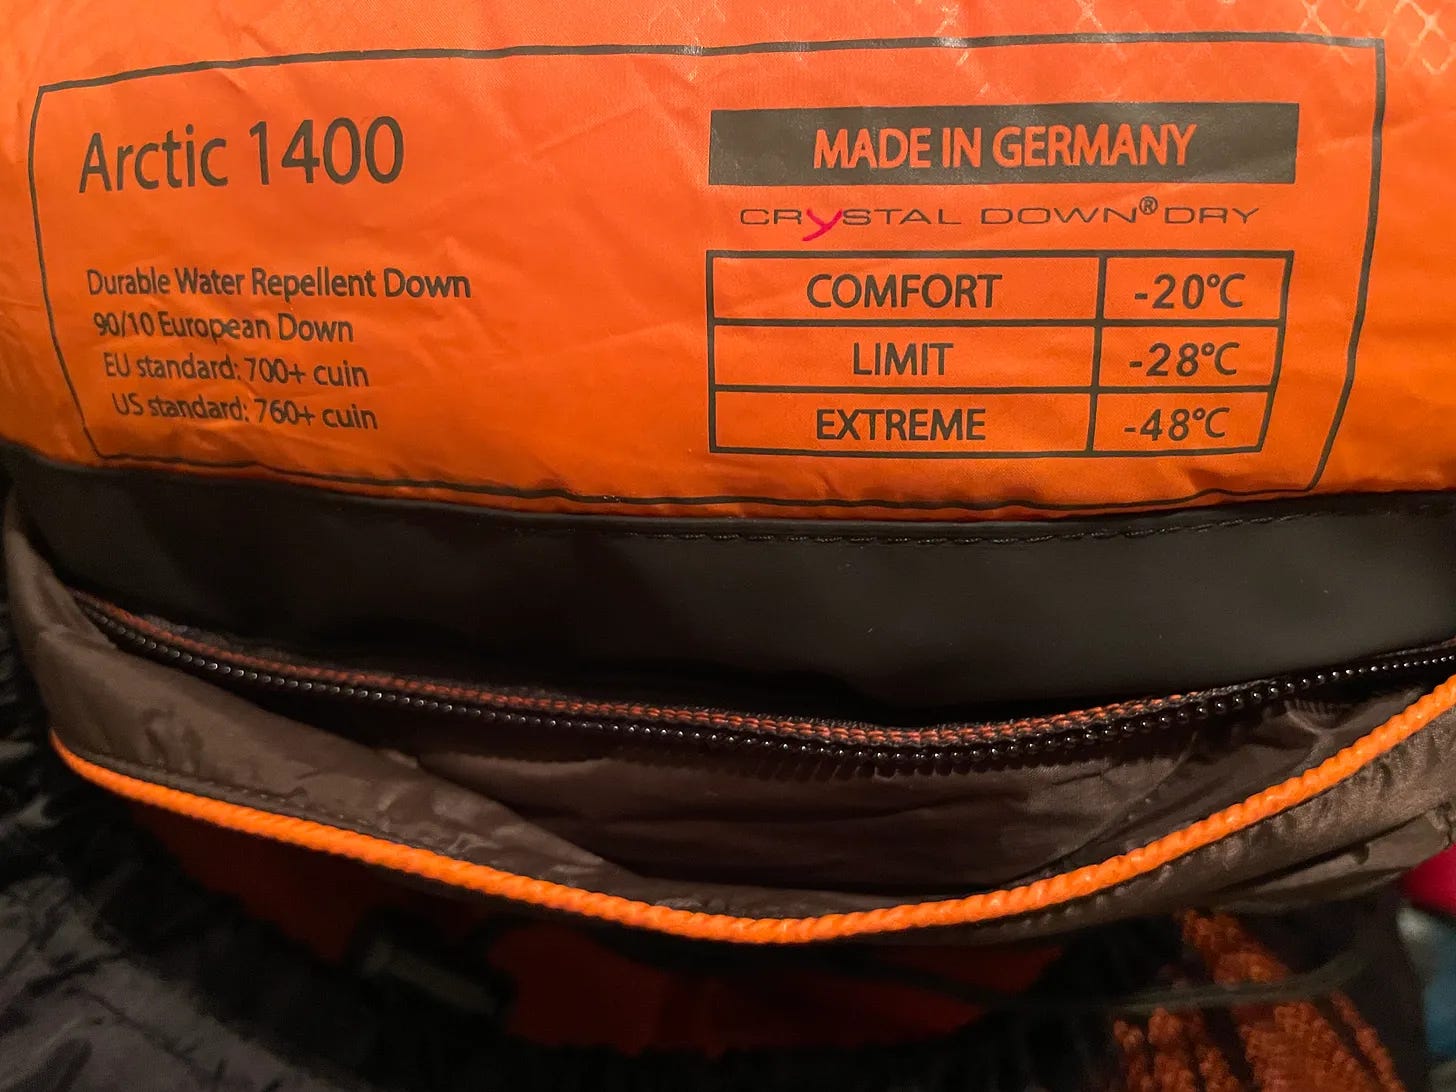 Arctic 1400
Durable Water Repellent Down
90/10 European Down
EU standard: 700+ cuin
US standard: 760+ cuin
MADE IN GERMANY
CRYSTAL DOWN®DRY
COMFORT -20°C
LIMIT -28°C
EXTREME -48°C